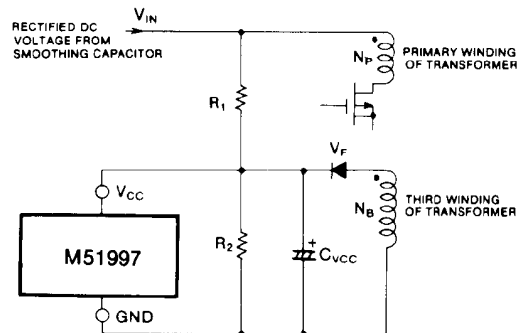 RECTIFIED DC
VOLTAGE FROM
SMOOTHING CAPACITOR
VIN
NP
PRIMARY WINDING
OF TRANSFORMER
R1
VF
VCC
NB
THIRD WINDING
OF TRANSFORMER
M51997
R2
+
CVCC
GND